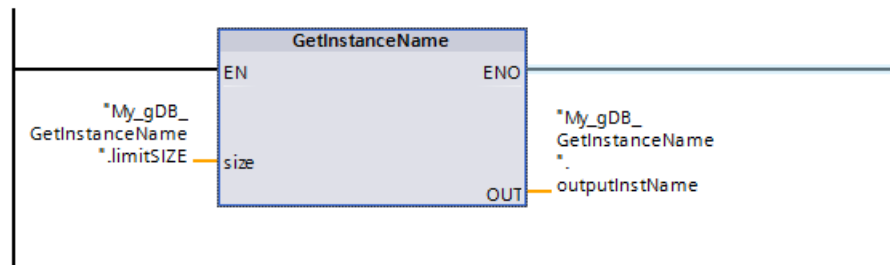 GetInstanceName
EN
ENO
"My_gDB_
GetInstanceName
".limitSIZE
size
"My_gDB_
GetInstanceName
".
outputInstName
OUT